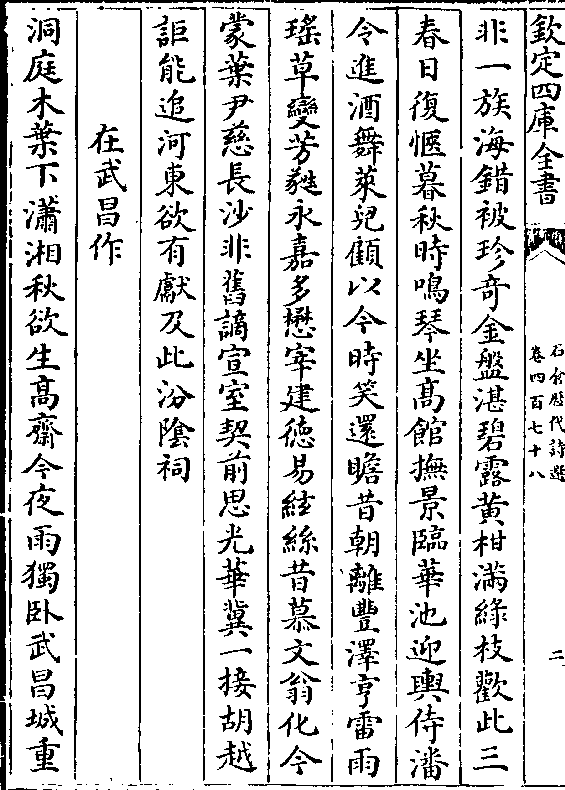 欽定四庫全書
石倉歷代詩選
卷四百七十八
二
非一族海錯被珍奇金盤湛碧露黃柑滿綠枝歡此三
春日復愜暮秋時鳴琴坐髙館撫景臨華池迎輿侍潘
令進酒舞萊兒顧以今時笑還瞻昔朝離豐澤亨雷雨
瑤草變芳蕤永嘉多懋宰建徳易絃絲昔慕文翁化今
蒙葉尹慈長沙非舊謫宣室契前思光華冀一接胡越
詎能追河東欲有獻及此汾陰祠
在武昌作
洞庭木葉下瀟湘秋欲生髙齋今夜雨獨卧武昌城重